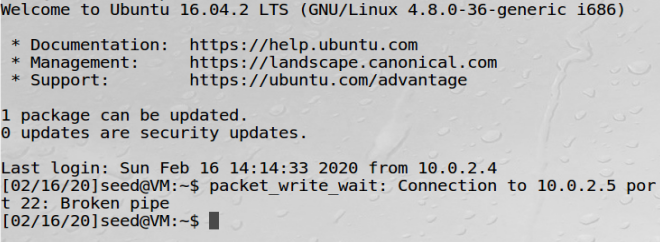 Welcome to Ubuntu 16.04.2 LTS (GNU/Linux 4.8.0-36-generic i686)
* Documentation:  https://help.ubuntu.com
* Management:     https://landscape.canonical.com
* Support:        https://ubuntu.com/advantage
1 package can be updated.
0 updates are security updates.
Last login: Sun Feb 16 14:14:33 2020 from 10.0.2.4
[02/16/20]seed@VM:~$ packet_write_wait: Connection to 10.0.2.5 por
t 22: Broken pipe
[02/16/20]seed@VM:~$